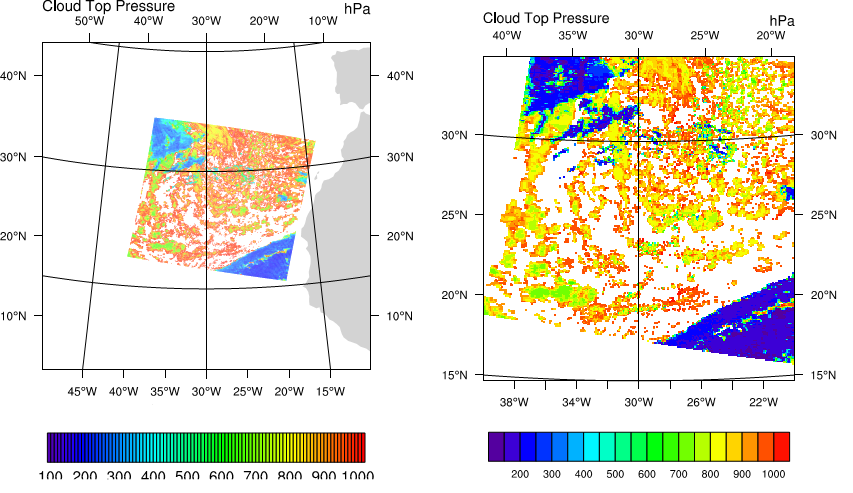 Cloud Top Pressure hPa
50°W 40°W 30°W 20°W 10°W
40°N 40°N
30°N 30°N
20°N 20°N
10°N 10°N
45°W 40°W 35°W 30°W 25°W 20°W 15°W
100 200 300 400 500 600 700 800 900 1000
Cloud Top Pressure hPa
40°W 35°W 30°W 25°W 20°W
30°N 30°N
25°N 25°N
20°N 20°N
15°N 15°N
38°W 34°W 30°W 26°W 22°W
200 300 400 500 600 700 800 900 1000